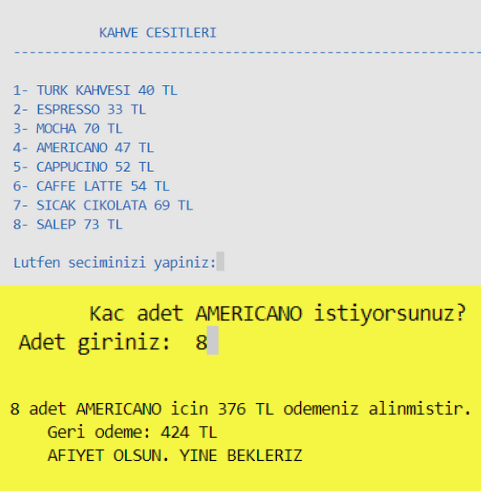 KAHVE CESITLERI
------------------------------------------------------------
1- TURK KAHVESI 40 TL
2- ESPRESSO 33 TL
3- MOCHA 70 TL
4- AMERICANO 47 TL
5- CAPPUCINO 52 TL
6- CAFFE LATTE 54 TL
7- SICAK CIKOLATA 69 TL
8- SALEP 73 TL
Lutfen seciminizi yapiniz:
Kac adet AMERICANO istiyorsunuz?
Adet giriniz: 8
8 adet AMERICANO icin 376 TL odemeniz alinmistir.
Geri odeme: 424 TL
AFIYET OLSUN. YINE BEKLERIZ